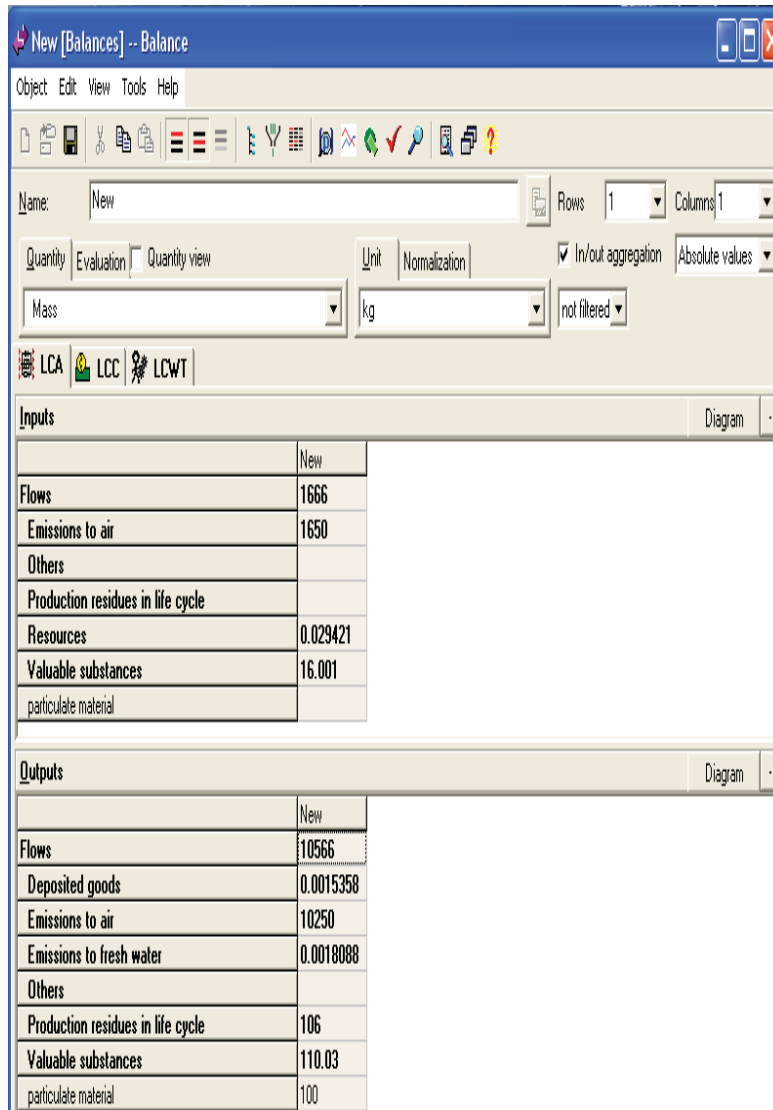 New [Balances] -- Balance
Object Edit View Tools Help
Name: New Rows 1 Columns 1
Quantity Evaluation Quantity view Unit Normalization In/out aggregation Absolute values
Mass kg not filtered
LCA LCC LCWT
Inputs Diagram
New
Flows 1666
Emissions to air 1650
Others
Production residues in life cycle
Resources 0.029421
Valuable substances 16.001
particulate material
Outputs Diagram
New
Flows 10566
Deposited goods 0.0015358
Emissions to air 10250
Emissions to fresh water 0.0018088
Others
Production residues in life cycle 106
Valuable substances 110.03
particulate material 100